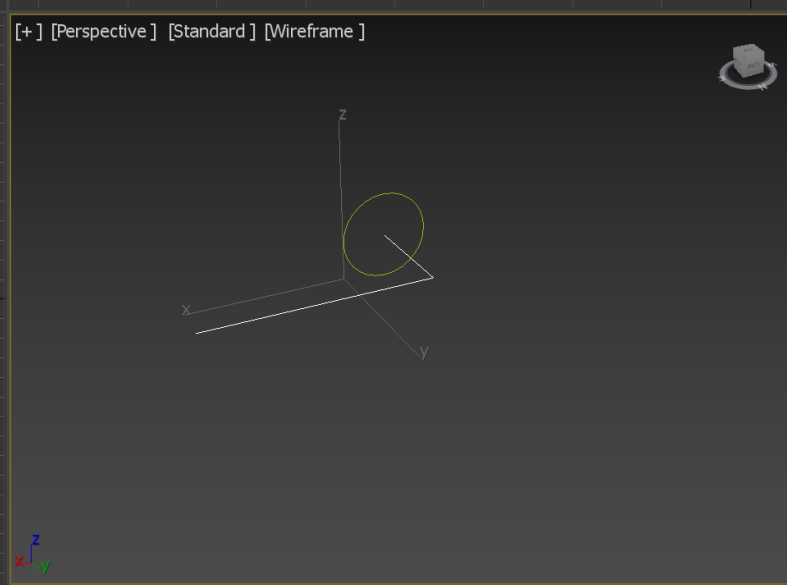 [+] [Perspective] [Standard] [Wireframe]
z
x
y
z
x y